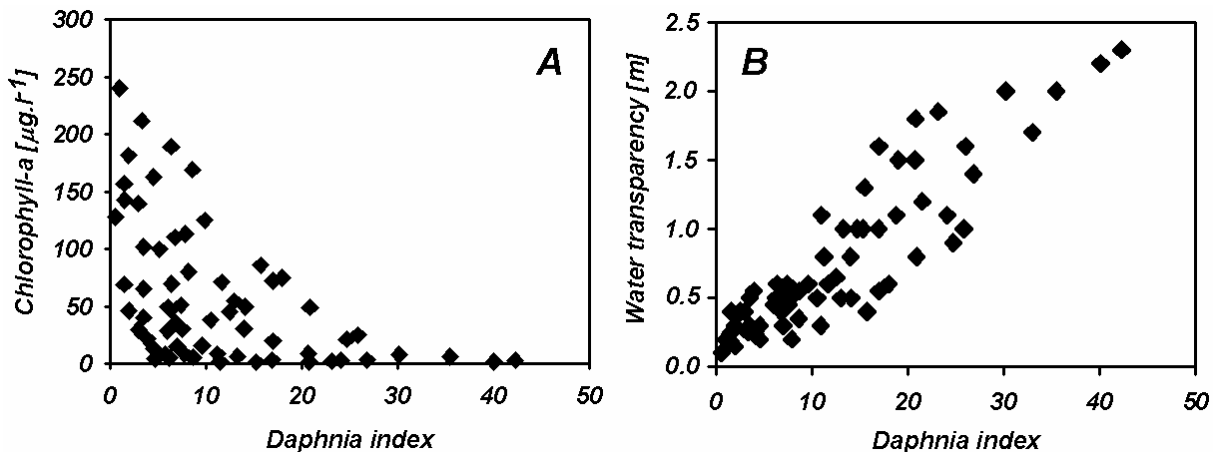 A
Chlorophyll-a [µg.l-1]
300
250
200
150
100
50
0
0 10 20 30 40 50
Daphnia index
B
Water transparency [m]
2.5
2.0
1.5
1.0
0.5
0.0
0 10 20 30 40 50
Daphnia index